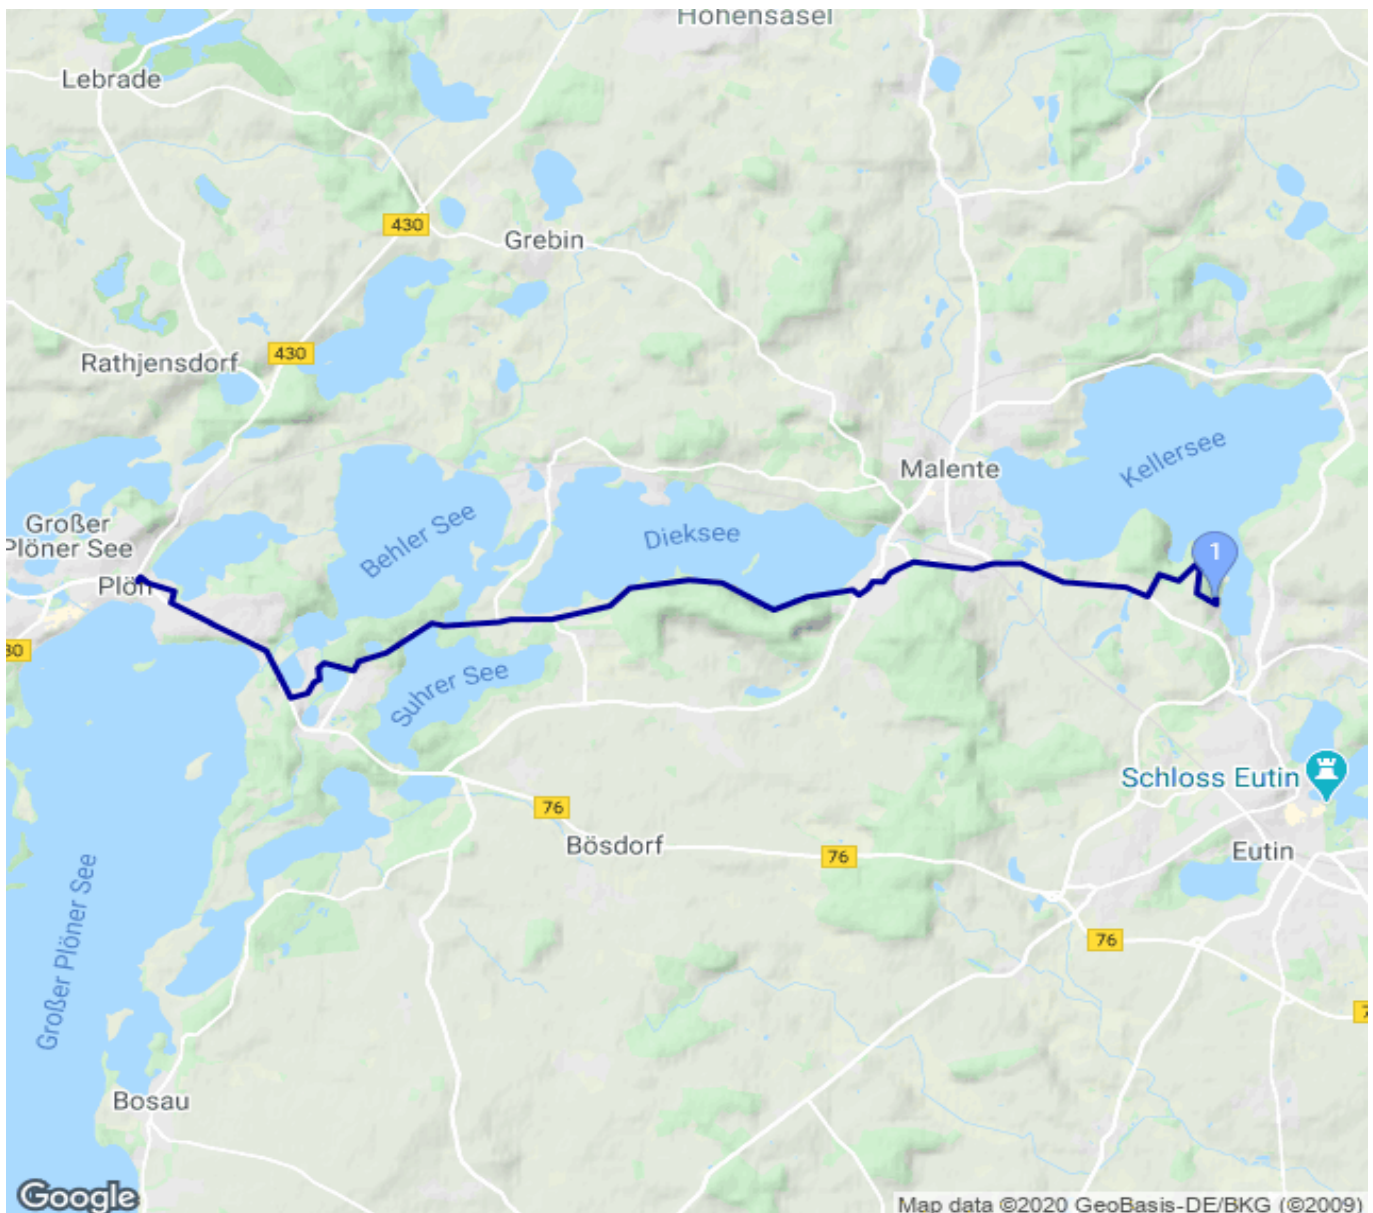 Hohensasel
Lebrade
430
Grebin
430
Rathjensdorf
Malente
Kellersee
Großer
Plöner See
Behler See
Dieksee
1
Plön
Suhrer See
Schloss Eutin
76
Bösdorf
76
Eutin
Großer Plöner See
76
Bosau
Google
Map data ©2020 GeoBasis-DE/BKG (©2009)